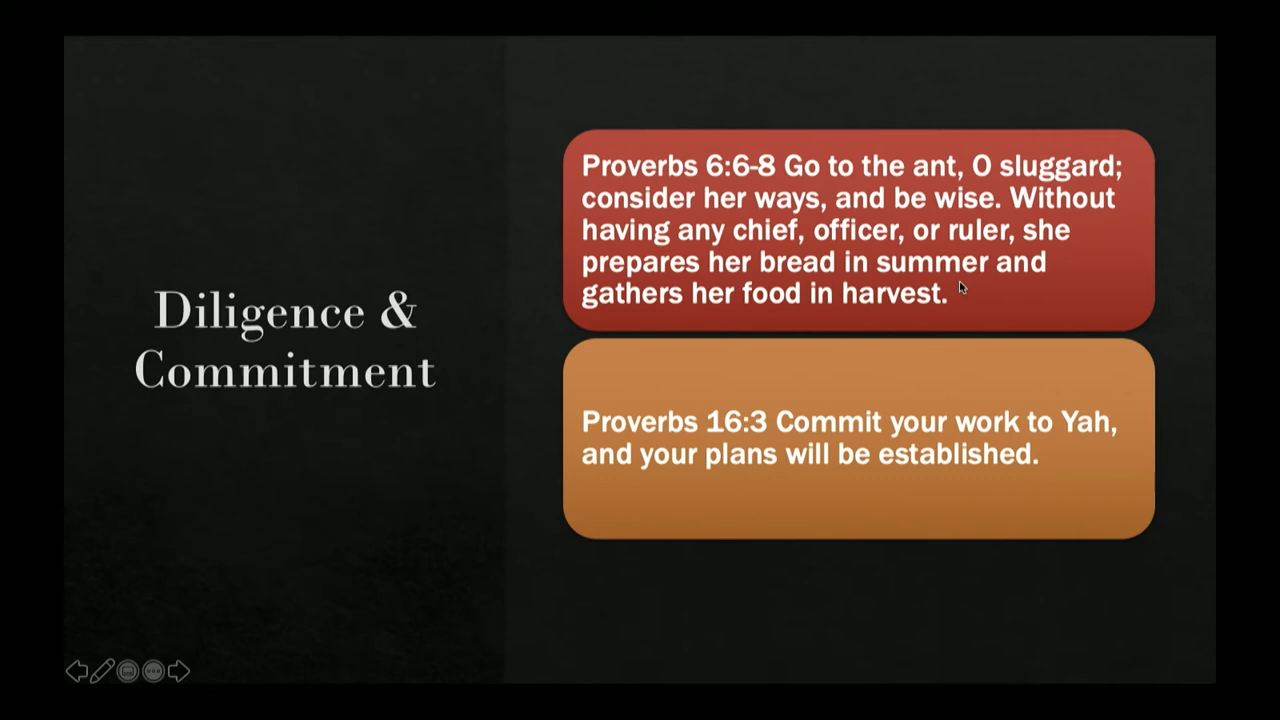 Diligence &
Commitment
Proverbs 6:6-8 Go to the ant, O sluggard;
consider her ways, and be wise. Without
having any chief, officer, or ruler, she
prepares her bread in summer and
gathers her food in harvest.
Proverbs 16:3 Commit your work to Yah,
and your plans will be established.